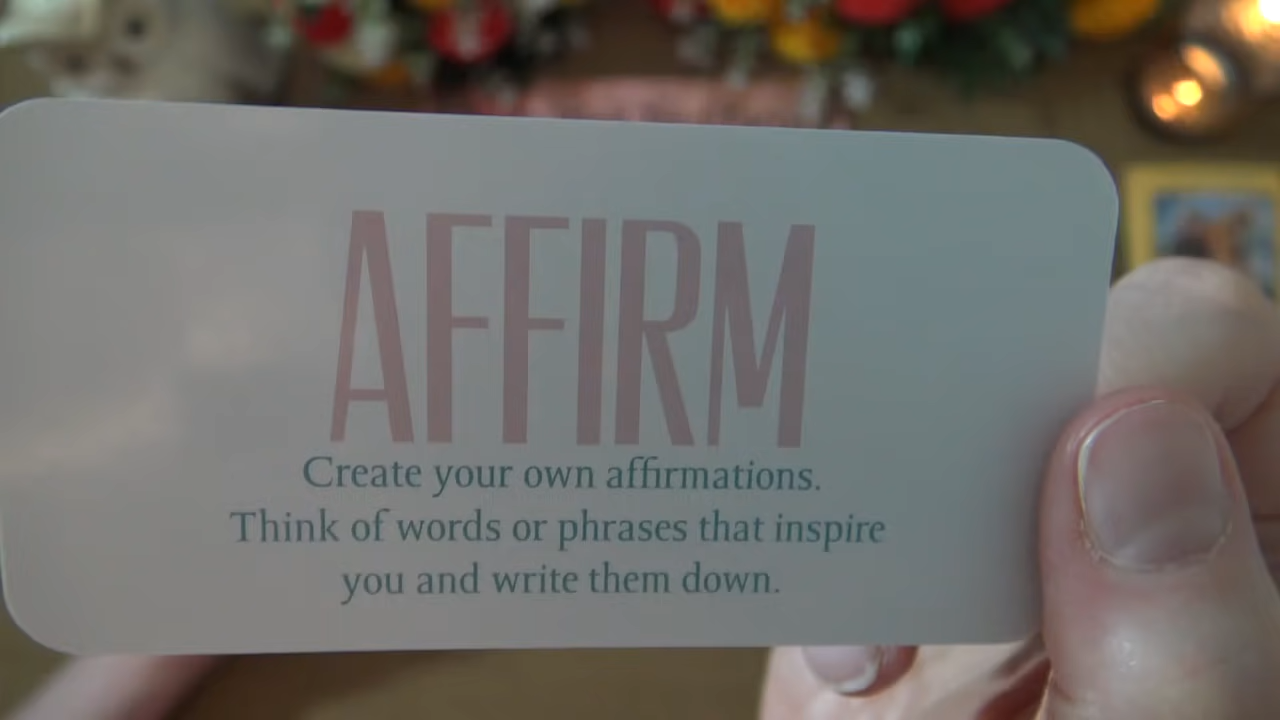 AFFIRM
Create your own affirmations.
Think of words or phrases that inspire
you and write them down.